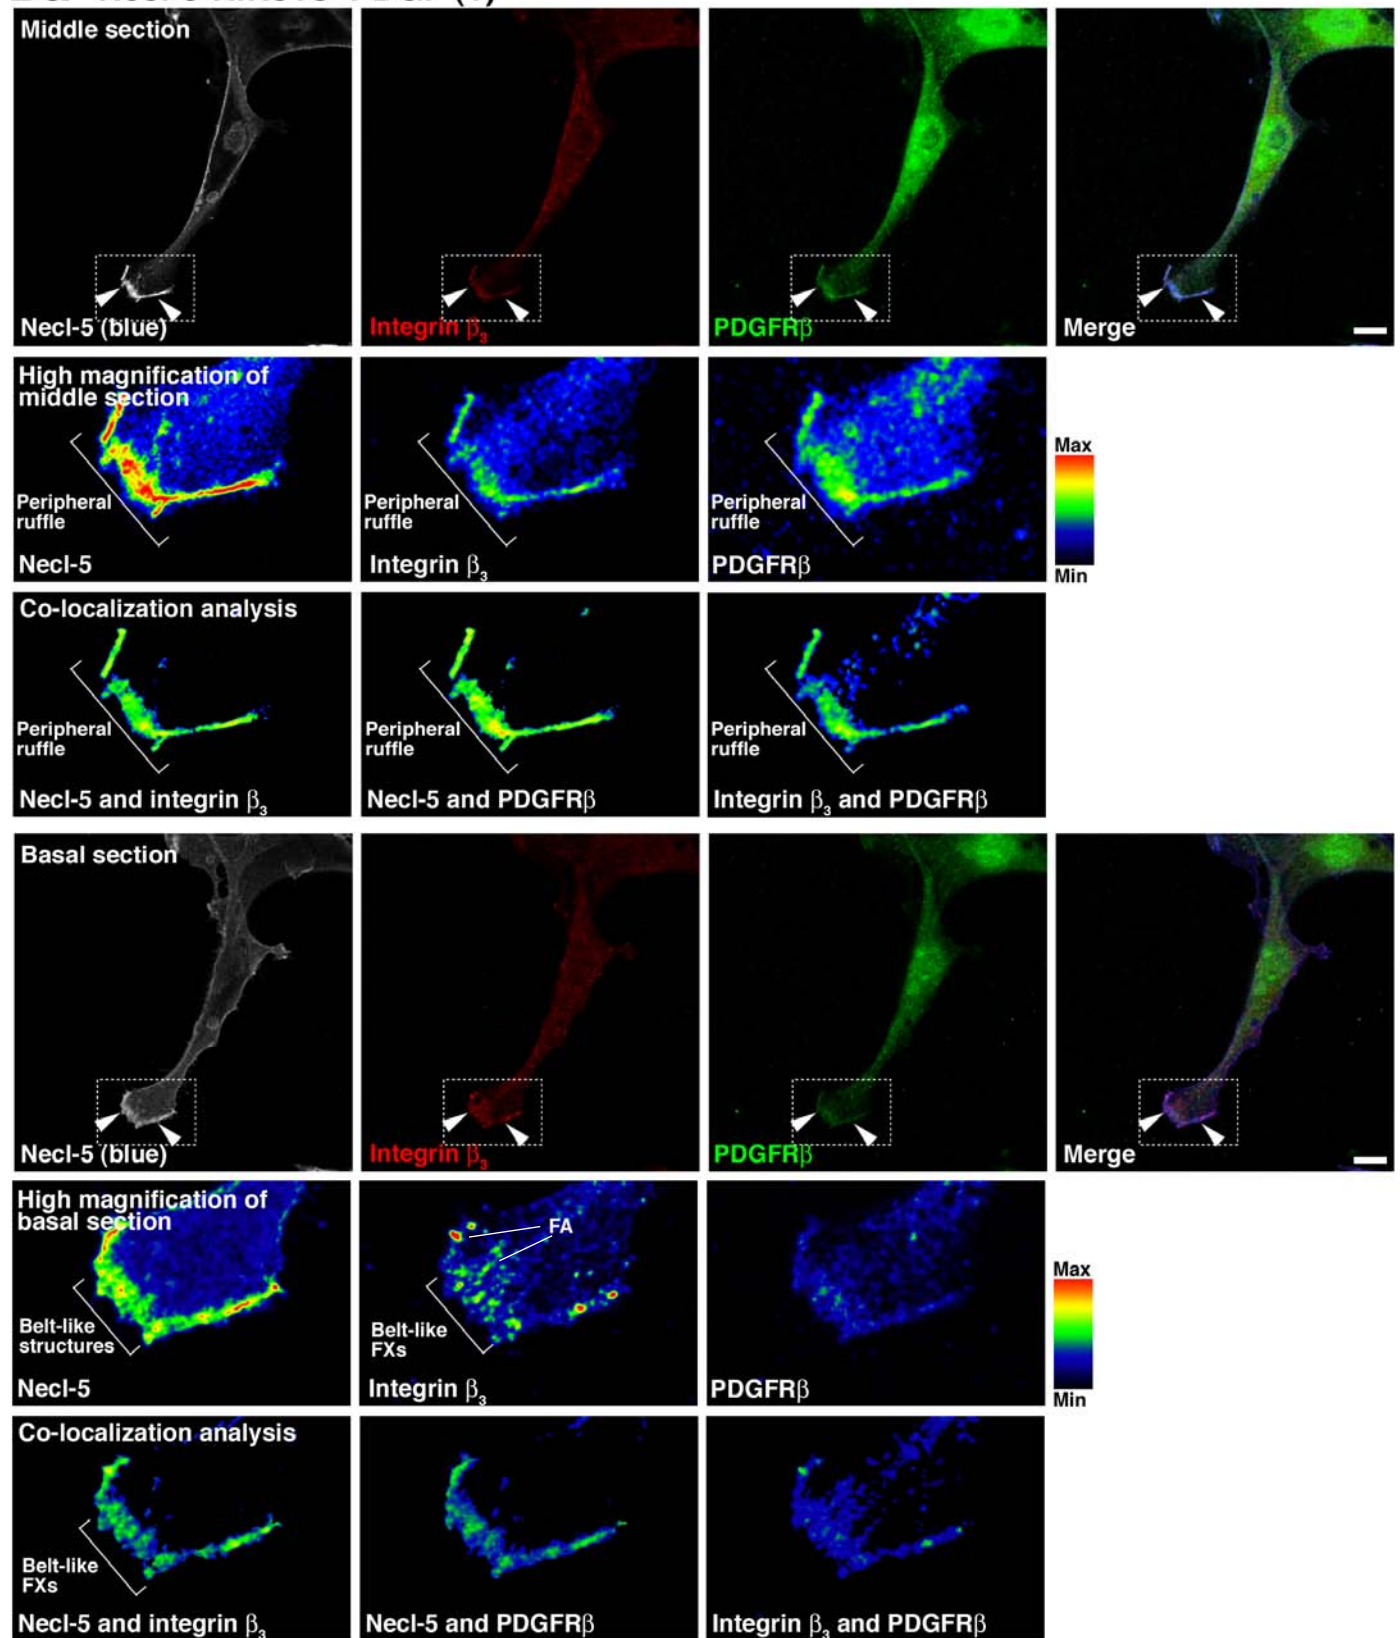 Middle section
Necl-5 (blue)
Integrin β3
PDGFRβ
Merge
High magnification of
middle section
Peripheral
ruffle
Necl-5
Peripheral
ruffle
Integrin β3
Peripheral
ruffle
PDGFRβ
Max
Min
Co-localization analysis
Peripheral
ruffle
Necl-5 and integrin β3
Peripheral
ruffle
Necl-5 and PDGFRβ
Peripheral
ruffle
Integrin β3 and PDGFRβ
Basal section
Necl-5 (blue)
Integrin β3
PDGFRβ
Merge
High magnification of
basal section
Belt-like
structures
Necl-5
FA
Belt-like
FXs
Integrin β3
PDGFRβ
Max
Min
Co-localization analysis
Belt-like
FXs
Necl-5 and integrin β3
Necl-5 and PDGFRβ
Integrin β3 and PDGFRβ